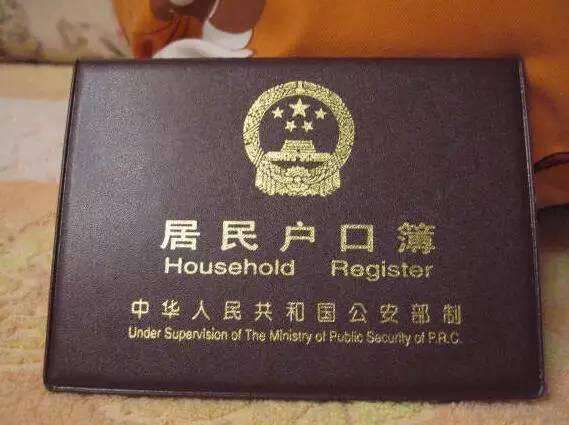 居民户口簿
Household Register
中华人民共和国公安部制
Under Supervision of The Ministry of Public Security of P.R.C.